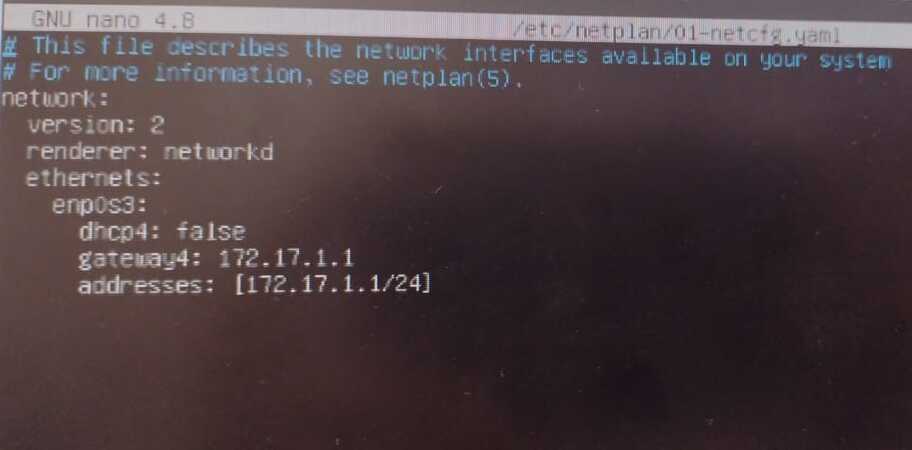 GNU nano 4.8 /etc/netplan/01-netcfg.yaml
# This file describes the network interfaces available on your system
# For more information, see netplan(5).
network:
  version: 2
  renderer: networkd
  ethernets:
    enp0s3:
      dhcp4: false
      gateway4: 172.17.1.1
      addresses: [172.17.1.1/24]